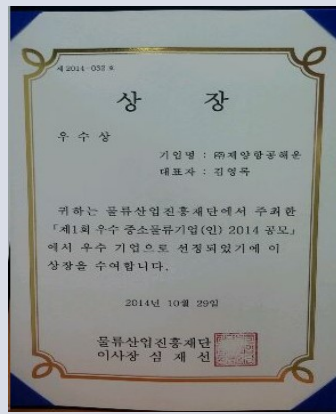 제 2014-032 호
상 장
우 수 상
기업명 : ㈜제양항공해운
대표자 : 김영록
귀하는 물류산업진흥재단에서 주최한
「제1회 우수 중소물류기업(인) 2014 공모」
에서 우수 기업으로 선정되었기에 이
상장을 수여합니다.
2014년 10월 29일
물류산업진흥재단
이사장 심 재 선